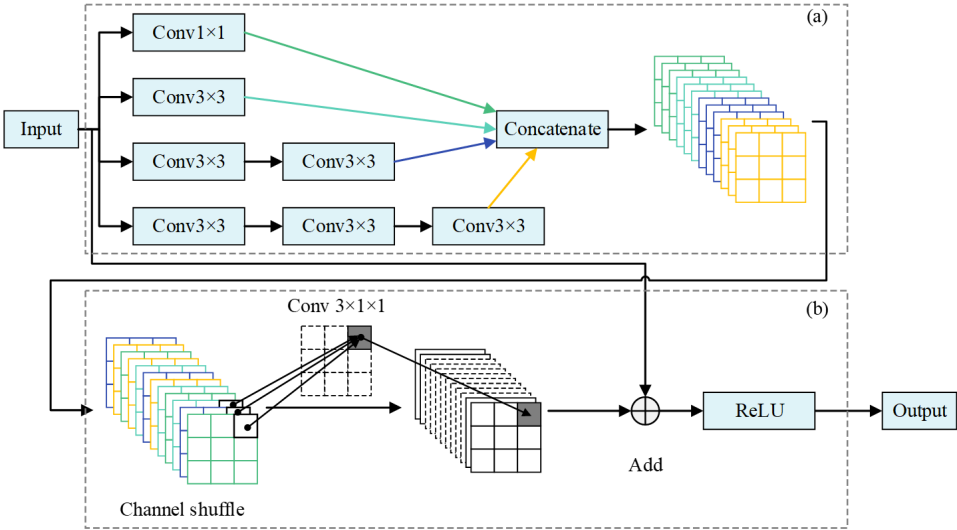 (a)
Conv1×1
Conv3×3
Input
Concatenate
Conv3×3
Conv3×3
Conv3×3
Conv3×3
Conv3×3
(b)
Conv 3×1×1
ReLU
Output
Add
Channel shuffle